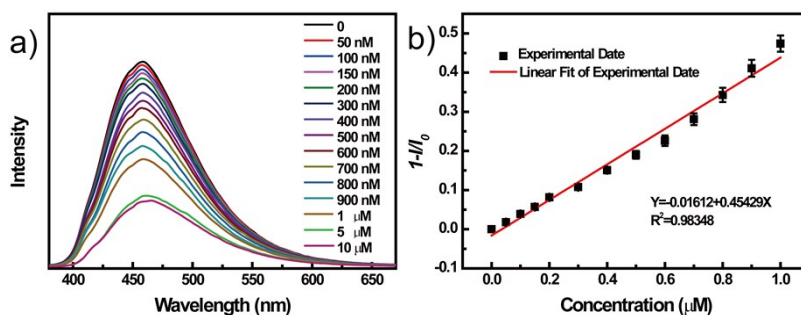 a)
Intensity
0
50 nM
100 nM
150 nM
200 nM
300 nM
400 nM
500 nM
600 nM
700 nM
800 nM
900 nM
1 μM
5 μM
10 μM
400 450 500 550 600 650
Wavelength (nm)
b)
1-I/I₀
0.5
0.4
0.3
0.2
0.1
0.0
-0.1
Experimental Date
Linear Fit of Experimental Date
Y=-0.01612+0.45429X
R²=0.98348
0.0 0.2 0.4 0.6 0.8 1.0
Concentration (μM)